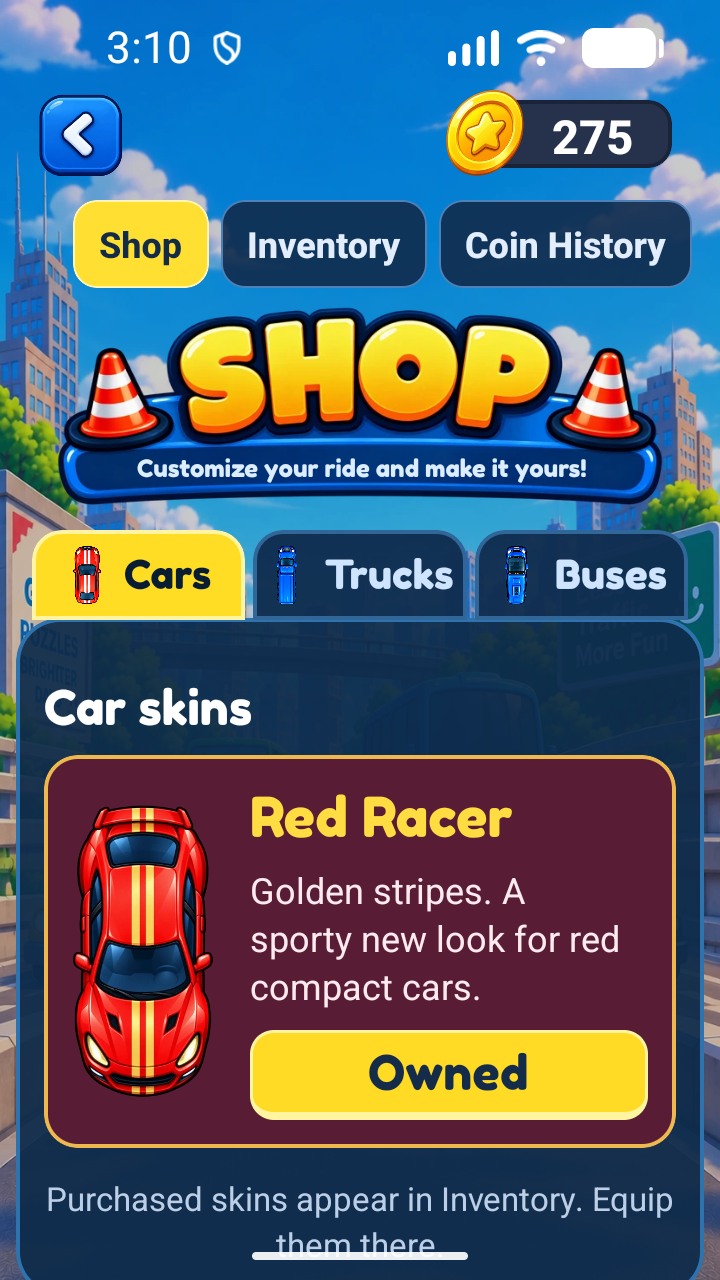 3:10
275
Shop
Inventory
Coin History
SHOP
Customize your ride and make it yours!
Cars
Trucks
Buses
More Fun
Car skins
Red Racer
Golden stripes. A
sporty new look for red
compact cars.
Owned
Purchased skins appear in Inventory. Equip
them there.